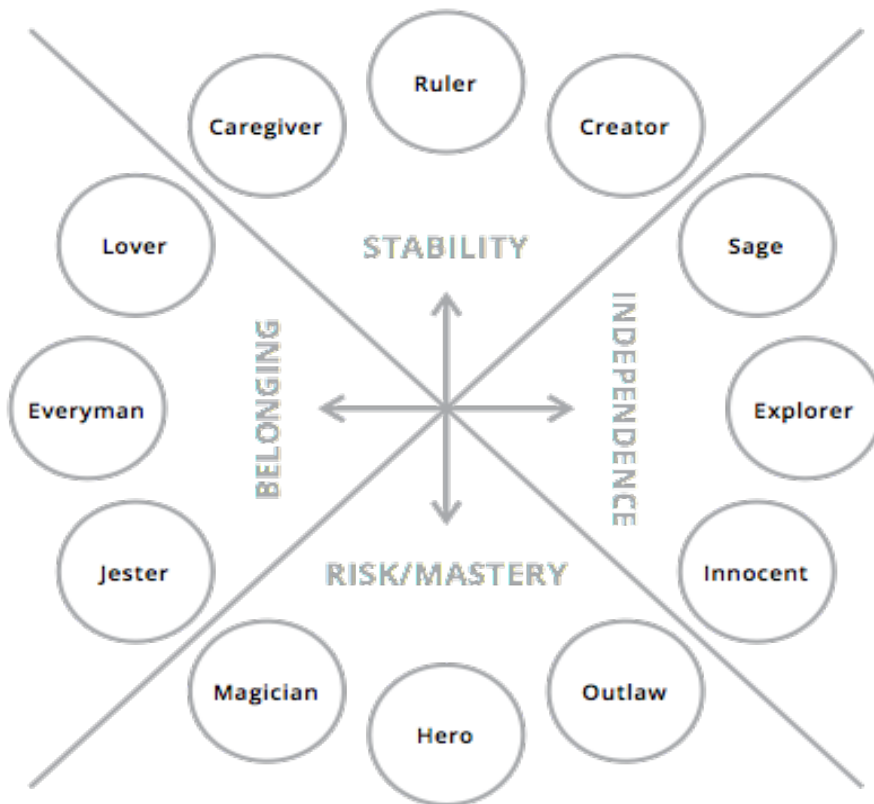 Ruler
Caregiver
Creator
Lover
Sage
STABILITY
BELONGING
INDEPENDENCE
Everyman
Explorer
Jester
Innocent
RISK/MASTERY
Magician
Outlaw
Hero